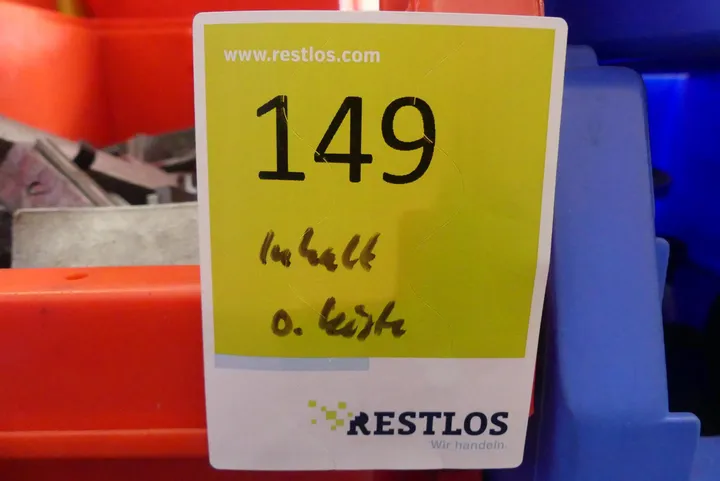 www.restlos.com
149
Inhalt
o. Kiste
RESTLOS
Wir handeln.